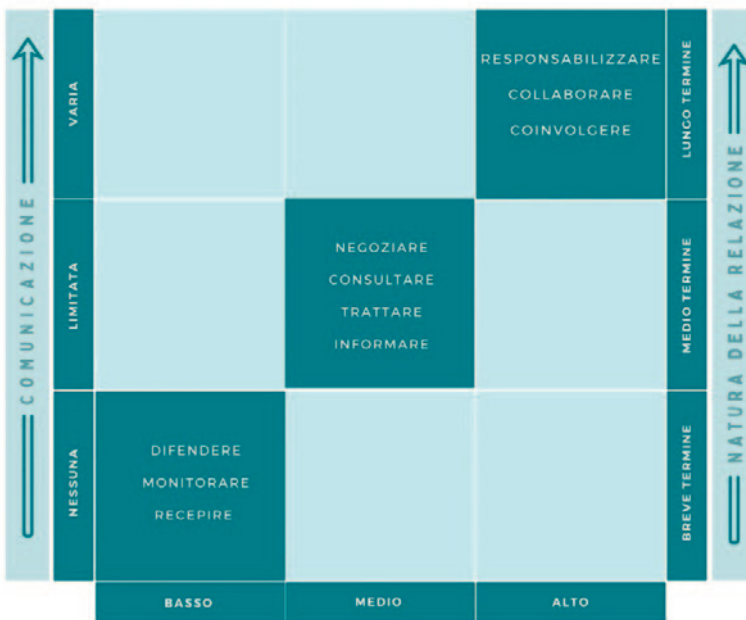 COMUNICAZIONE
VARIA
LIMITATA
NESSUNA
RESPONSABILIZZARE
COLLABORARE
COINVOLGERE
NEGOZIARE
CONSULTARE
TRATTARE
INFORMARE
DIFENDERE
MONITORARE
RECEPIRE
LUNGO TERMINE
MEDIO TERMINE
BREVE TERMINE
NATURA DELLA RELAZIONE
BASSO
MEDIO
ALTO